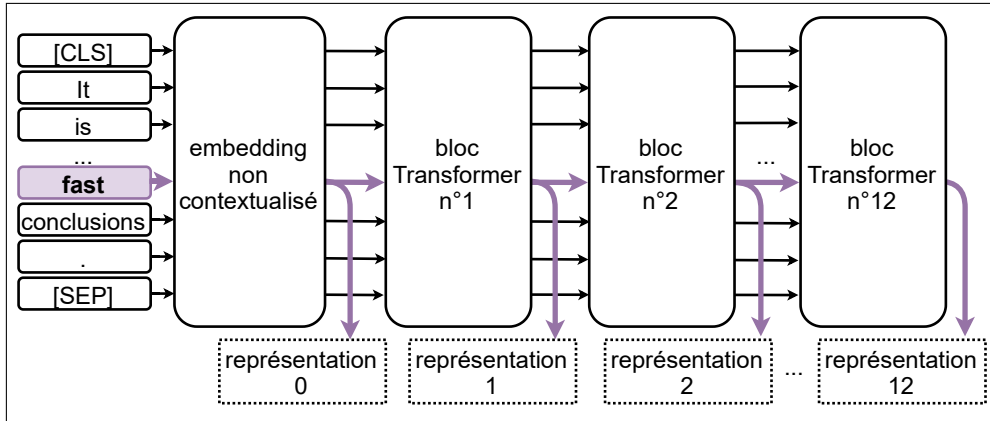 [CLS]
It
is
...
fast
conclusions
.
[SEP]
embedding
non
contextualisé
bloc
Transformer
n°1
bloc
Transformer
n°2
...
bloc
Transformer
n°12
représentation
0
représentation
1
représentation
2
...
représentation
12